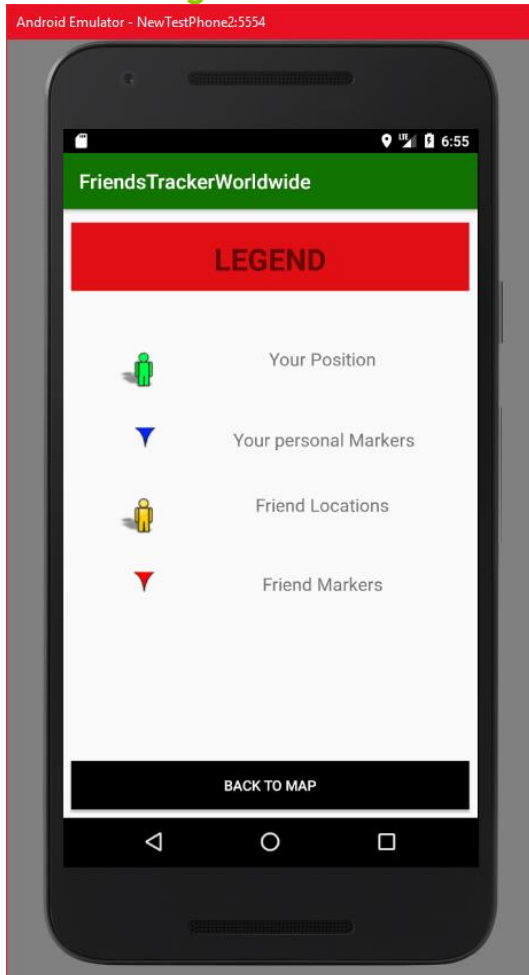 Android Emulator - NewTestPhone2:5554
LTE 6:55
FriendsTrackerWorldwide
LEGEND
Your Position
Your personal Markers
Friend Locations
Friend Markers
BACK TO MAP